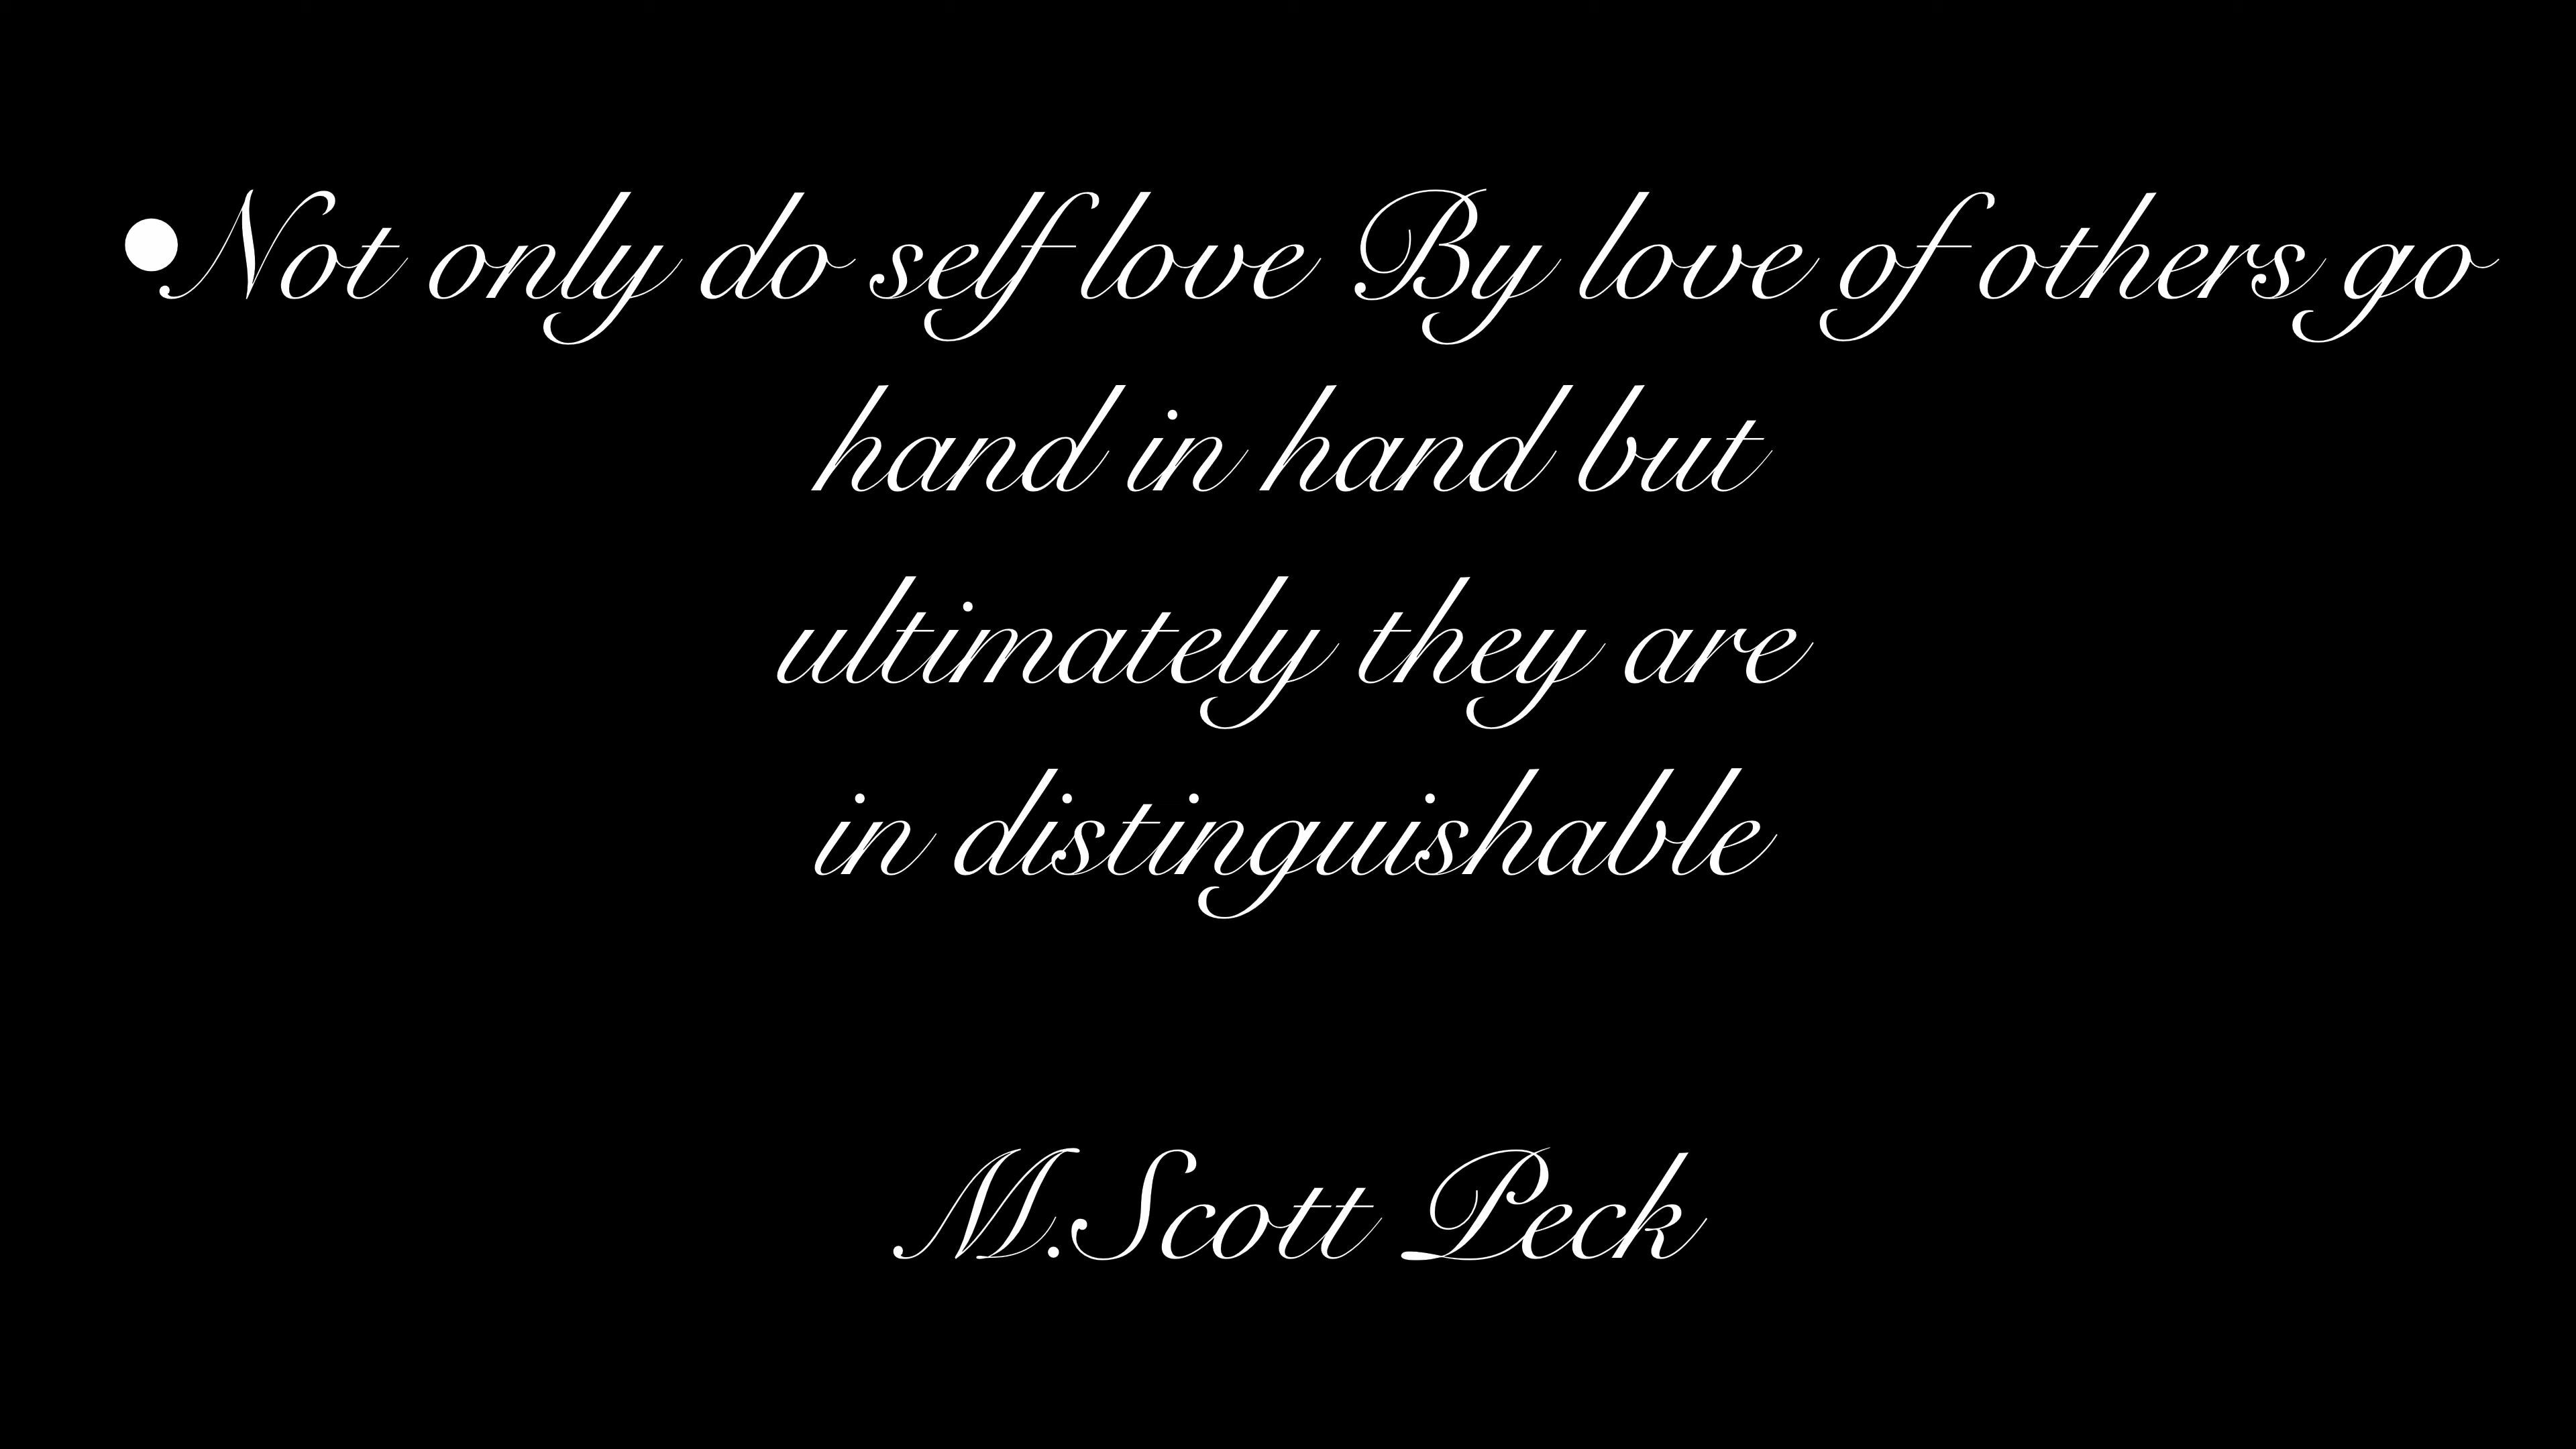 •Not only do self love By love of others go
hand in hand but
ultimately they are
in distinguishable
M.Scott Peck